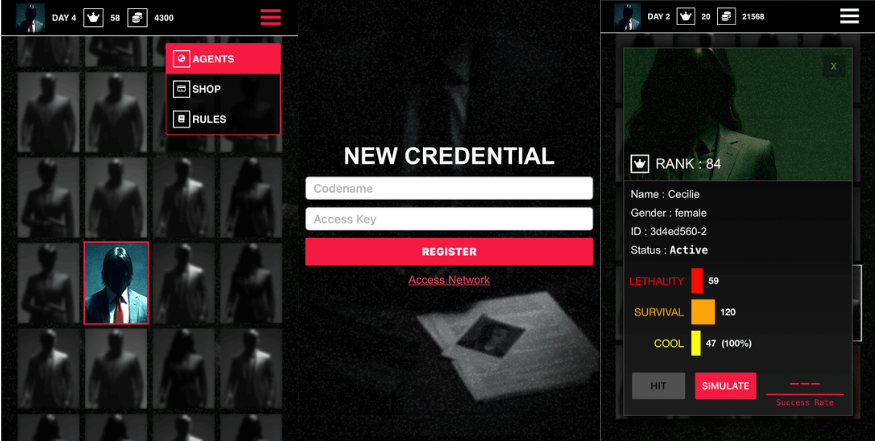 DAY 4 58 4300
AGENTS
SHOP
RULES
NEW CREDENTIAL
Codename
Access Key
REGISTER
Access Network
DAY 2 20 21568
X
RANK : 84
Name : Cecilie
Gender : female
ID : 3d4ed560-2
Status : Active
LETHALITY 59
SURVIVAL 120
COOL 47 (100%)
HIT SIMULATE ___
Success Rate